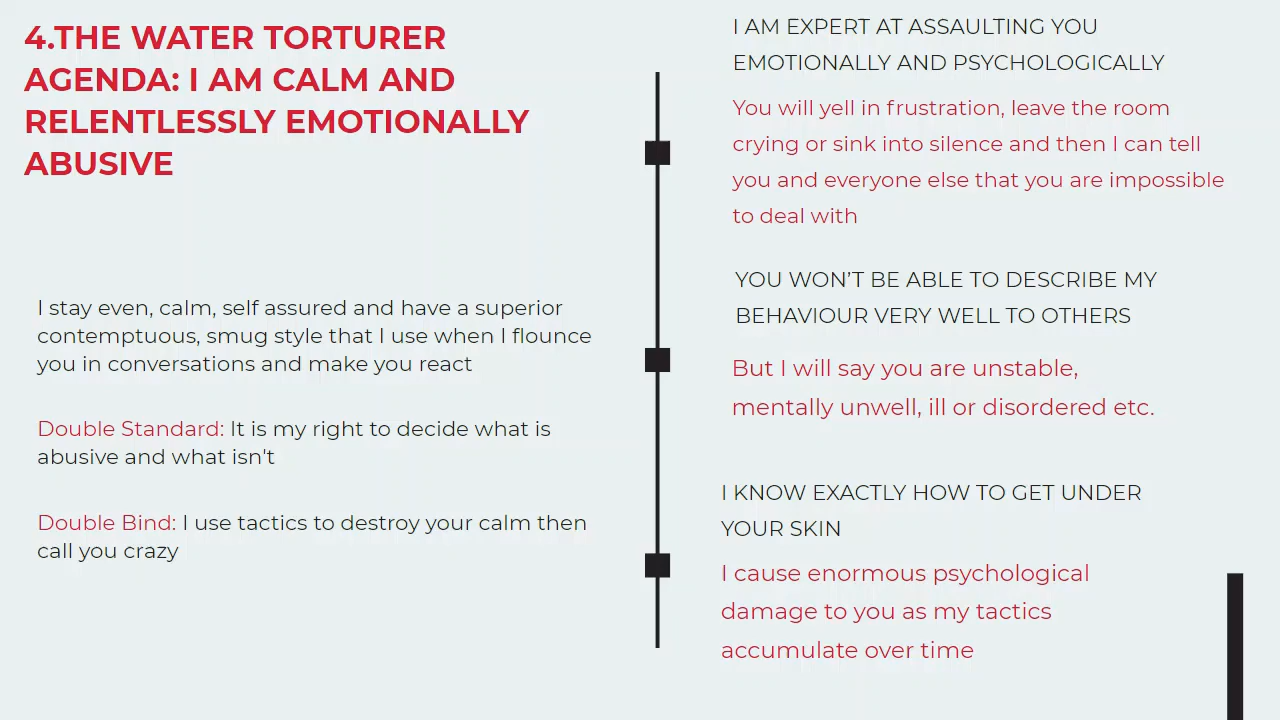 4.THE WATER TORTURER
AGENDA: I AM CALM AND
RELENTLESSLY EMOTIONALLY
ABUSIVE
I stay even, calm, self assured and have a superior
contemptuous, smug style that I use when I flounce
you in conversations and make you react
Double Standard: It is my right to decide what is
abusive and what isn't
Double Bind: I use tactics to destroy your calm then
call you crazy
I AM EXPERT AT ASSAULTING YOU
EMOTIONALLY AND PSYCHOLOGICALLY
You will yell in frustration, leave the room
crying or sink into silence and then I can tell
you and everyone else that you are impossible
to deal with
YOU WON’T BE ABLE TO DESCRIBE MY
BEHAVIOUR VERY WELL TO OTHERS
But I will say you are unstable,
mentally unwell, ill or disordered etc.
I KNOW EXACTLY HOW TO GET UNDER
YOUR SKIN
I cause enormous psychological
damage to you as my tactics
accumulate over time